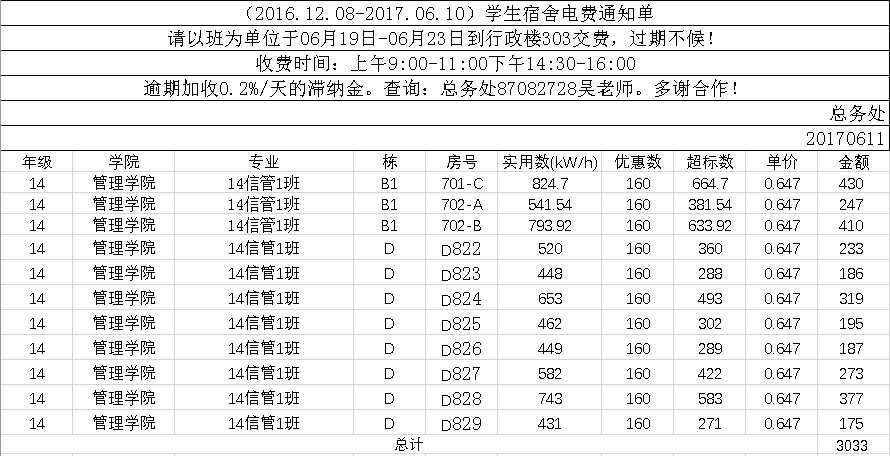 （2016.12.08-2017.06.10）学生宿舍电费通知单
请以班为单位于06月19日-06月23日到行政楼303交费，过期不候！
收费时间：上午9:00-11:00下午14:30-16:00
逾期加收0.2%/天的滞纳金。查询：总务处87082728吴老师。多谢合作！
总务处
20170611
年级 学院 专业 栋 房号 实用数(kW/h) 优惠数 超标数 单价 金额
14 管理学院 14信管1班 B1 701-C 824.7 160 664.7 0.647 430
14 管理学院 14信管1班 B1 702-A 541.54 160 381.54 0.647 247
14 管理学院 14信管1班 B1 702-B 793.92 160 633.92 0.647 410
14 管理学院 14信管1班 D D822 520 160 360 0.647 233
14 管理学院 14信管1班 D D823 448 160 288 0.647 186
14 管理学院 14信管1班 D D824 653 160 493 0.647 319
14 管理学院 14信管1班 D D825 462 160 302 0.647 195
14 管理学院 14信管1班 D D826 449 160 289 0.647 187
14 管理学院 14信管1班 D D827 582 160 422 0.647 273
14 管理学院 14信管1班 D D828 743 160 583 0.647 377
14 管理学院 14信管1班 D D829 431 160 271 0.647 175
总计 3033